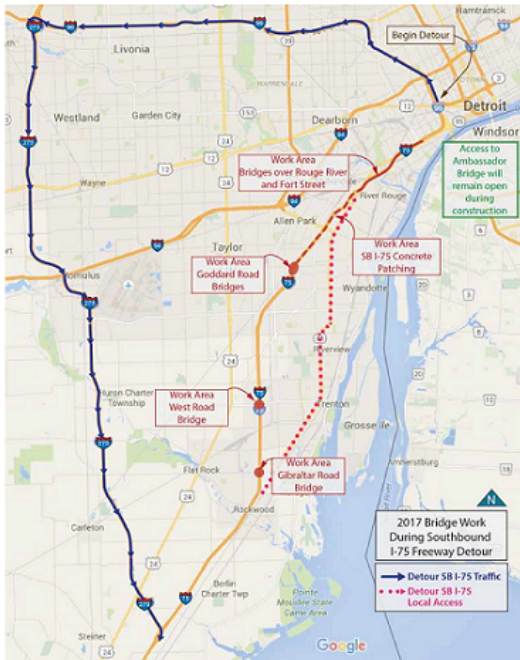 Hamtramck
Begin Detour
Livonia
Detroit
Windsor
Westland
Garden City
Dearborn
Access to
Ambassador
Bridge will
remain open
during
construction
Work Area
Bridges over Rouge River
and Fort Street
Wayne
River Rouge
Allen Park
Work Area
SB I-75 Concrete
Patching
Taylor
Work Area
Goddard Road
Bridges
Romulus
Wyandotte
Riverview
Huron Charter
Township
Work Area
West Road
Bridge
Trenton
Grosse Ile
Flat Rock
Work Area
Gibraltar Road
Bridge
Amherstburg
Rockwood
N
Carleton
2017 Bridge Work
During Southbound
I-75 Freeway Detour
Detour SB I-75 Traffic
Detour SB I-75
Local Access
Berlin
Charter Twp
Pointe
Mouillee State
Game Area
Steiner
Google